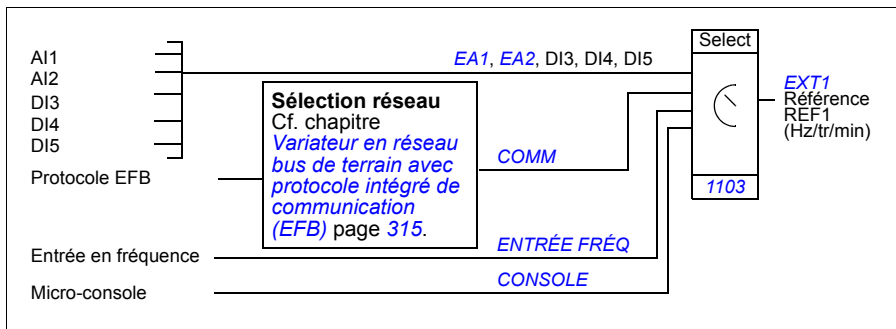 AI1
AI2
DI3
DI4
DI5
Protocole EFB
Entrée en fréquence
Micro-console
EA1, EA2, DI3, DI4, DI5
Sélection réseau
Cf. chapitre
Variateur en réseau
bus de terrain avec
protocole intégré de
communication
(EFB) page 315.
COMM
ENTRÉE FRÉQ
CONSOLE
Select
1103
EXT1
Référence
REF1
(Hz/tr/min)